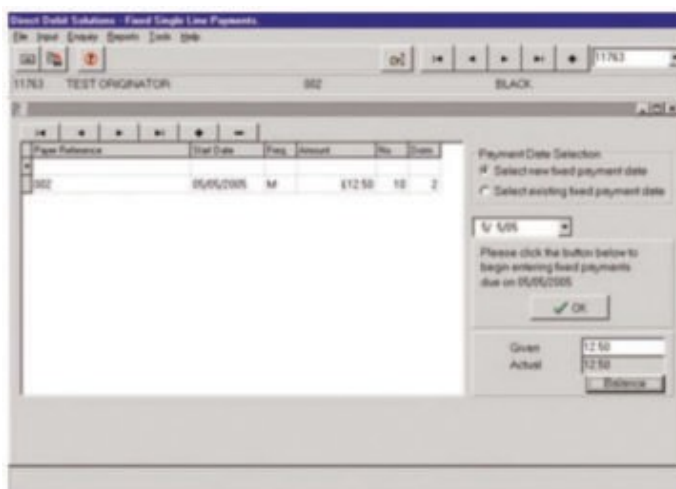 Direct Debit Solutions - Fixed Single Line Payments.
File Input Enquiry Reports Tools Help
11763
11763 TEST ORIGINATOR 002 BLACK
Payer Reference Start Date Freq Amount No.
002 05/05/2005 M £12.50 10 2
Payment Date Selection
Select new fixed payment date
Select existing fixed payment date
5/ 5/05
Please click the button below to
begin entering fixed payments
due on 05/05/2005
OK
Given 12.50
Actual 12.50
Balance